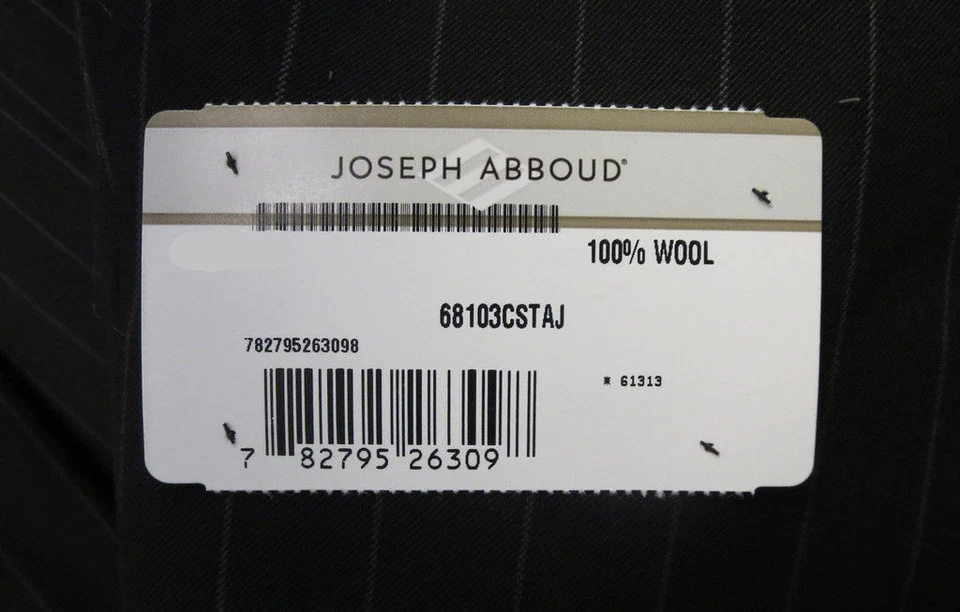 JOSEPH ABBOUD®
100% WOOL
68103CSTAJ
782795263098
* 61313
7 82795 26309